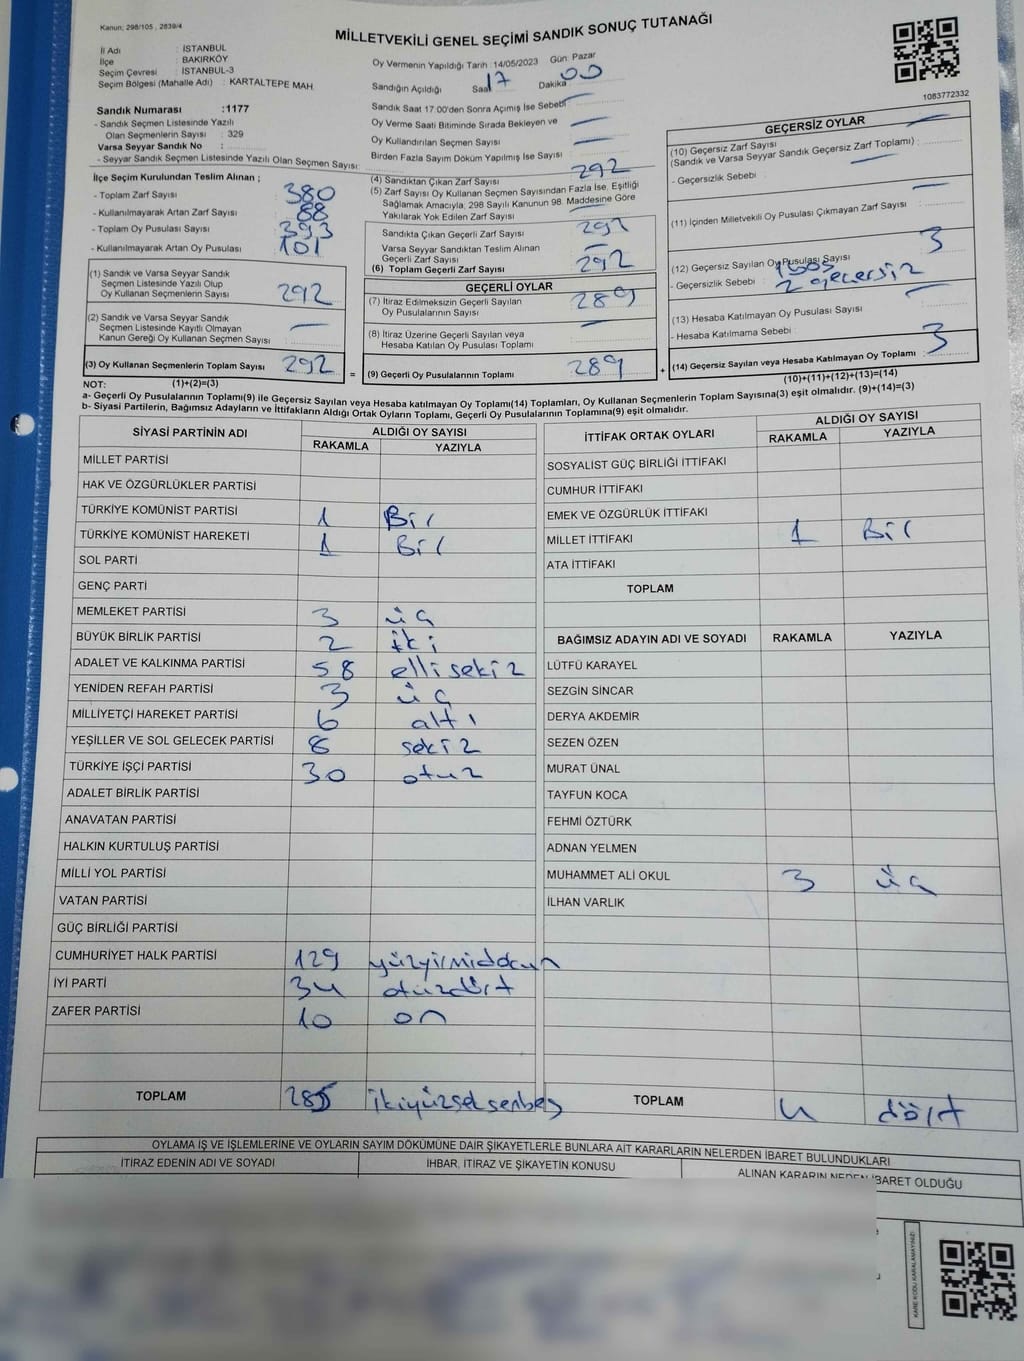 Kanun; 298/105 , 2839/4
MİLLETVEKİLİ GENEL SEÇİMİ SANDIK SONUÇ TUTANAĞI
İl Adı : İSTANBUL
İlçe : BAKIRKÖY
Seçim Çevresi : İSTANBUL-3
Seçim Bölgesi (Mahalle Adı) : KARTALTEPE MAH.
Sandık Numarası :1177
- Sandık Seçmen Listesinde Yazılı
Olan Seçmenlerin Sayısı : 329
Varsa Seyyar Sandık No :
- Seyyar Sandık Seçmen Listesinde Yazılı Olan Seçmen Sayısı:
Oy Vermenin Yapıldığı Tarih: 14/05/2023 Gün: Pazar
Sandığın Açıldığı Saat 17 Dakika 00
Sandık Saat 17.00'den Sonra Açımış İse Sebebi —
Oy Verme Saati Bitiminde Sırada Bekleyen ve
Oy Kullandırılan Seçmen Sayısı —
Birden Fazla Sayım Döküm Yapılmış İse Sayısı —
1083772332
İlçe Seçim Kurulundan Teslim Alınan ;
- Toplam Zarf Sayısı : 380
- Kullanılmayarak Artan Zarf Sayısı : 88
- Toplam Oy Pusulası Sayısı : 393
- Kullanılmayarak Artan Oy Pusulası : 101
(1) Sandık ve Varsa Seyyar Sandık
Seçmen Listesinde Yazılı Olup
Oy Kullanan Seçmenlerin Sayısı 292
(2) Sandık ve Varsa Seyyar Sandık
Seçmen Listesinde Kayıtlı Olmayan
Kanun Gereği Oy Kullanan Seçmen Sayısı : —
(3) Oy Kullanan Seçmenlerin Toplam Sayısı 292
(4) Sandıktan Çıkan Zarf Sayısı 292
(5) Zarf Sayısı Oy Kullanan Seçmen Sayısından Fazla İse, Eşitliği
Sağlamak Amacıyla; 298 Sayılı Kanunun 98. Maddesine Göre
Yakılarak Yok Edilen Zarf Sayısı —
Sandıkta Çıkan Geçerli Zarf Sayısı 292
Varsa Seyyar Sandıktan Teslim Alınan
Geçerli Zarf Sayısı —
(6) Toplam Geçerli Zarf Sayısı 292
GEÇERLİ OYLAR
(7) İtiraz Edilmeksizin Geçerli Sayılan
Oy Pusulasının Sayısı 289
(8) İtiraz Üzerine Geçerli Sayılan veya
Hesaba Katılan Oy Pusulası Toplamı —
= (9) Geçerli Oy Pusulasının Toplamı 289
GEÇERSİZ OYLAR
(10) Geçersiz Zarf Sayısı —
(Sandık ve Varsa Seyyar Sandık Geçersiz Zarf Toplamı) :
- Geçersizlik Sebebi : —
(11) İçinden Milletvekili Oy Pusulası Çıkmayan Zarf Sayısı —
(12) Geçersiz Sayılan Oy Pusulası Sayısı 3
- Geçersizlik Sebebi : 1 boş
2 geçersiz
(13) Hesaba Katılmayan Oy Pusulası Sayısı —
- Hesaba Katılmama Sebebi :
+ (14) Geçersiz Sayılan veya Hesaba Katılmayan Oy Toplamı 3
NOT: (1)+(2)=(3) (10)+(11)+(12)+(13)=(14)
a- Geçerli Oy Pusulalarının Toplamı(9) ile Geçersiz Sayılan veya Hesaba Katılmayan Oy Toplamı(14) Toplamları, Oy Kullanan Seçmenlerin Toplam Sayısına(3) eşit olmalıdır. (9)+(14)=(3)
b- Siyasi Partilerin, Bağımsız Adayların ve İttifakların Aldığı Ortak Oyların Toplamı, Geçerli Oy Pusulalarının Toplamına(9) eşit olmalıdır.
SİYASİ PARTİNİN ADI ALDIĞI OY SAYISI
RAKAMLA YAZIYLA
MİLLET PARTİSİ
HAK VE ÖZGÜRLÜKLER PARTİSİ
TÜRKİYE KOMÜNİST PARTİSİ 1 Bir
TÜRKİYE KOMÜNİST HAREKETİ 1 Bir
SOL PARTİ
GENÇ PARTİ
MEMLEKET PARTİSİ 3 üç
BÜYÜK BİRLİK PARTİSİ 2 iki
ADALET VE KALKINMA PARTİSİ 58 ellisekiz
YENİDEN REFAH PARTİSİ 3 üç
MİLLİYETÇİ HAREKET PARTİSİ 6 altı
YEŞİLLER VE SOL GELECEK PARTİSİ 8 sekiz
TÜRKİYE İŞÇİ PARTİSİ 30 otuz
ADALET BİRLİK PARTİSİ
ANAVATAN PARTİSİ
HALKIN KURTULUŞ PARTİSİ
MİLLİ YOL PARTİSİ
VATAN PARTİSİ
GÜÇ BİRLİĞİ PARTİSİ
CUMHURİYET HALK PARTİSİ 129 yüzyirmidokuz
İYİ PARTİ 34 otuzdört
ZAFER PARTİSİ 10 on
TOPLAM 285 ikiyüzseksenbeş
İTTİFAK ORTAK OYLARI ALDIĞI OY SAYISI
RAKAMLA YAZIYLA
SOSYALİST GÜÇ BİRLİĞİ İTTİFAKI
CUMHUR İTTİFAKI
EMEK VE ÖZGÜRLÜK İTTİFAKI
MİLLET İTTİFAKI 1 Bir
ATA İTTİFAKI
TOPLAM
BAĞIMSIZ ADAYIN ADI VE SOYADI RAKAMLA YAZIYLA
LÜTFÜ KARAYEL
SEZGİN SİNCAR
DERYA AKDEMİR
SEZEN ÖZEN
MURAT ÜNAL
TAYFUN KOCA
FEHMİ ÖZTÜRK
ADNAN YELMEN
MUHAMMET ALİ OKUL 3 üç
İLHAN VARLIK
TOPLAM 4 dört
OYLAMA İŞ VE İŞLEMLERİNE VE OYLARIN SAYIM DÖKÜMÜNE DAİR ŞİKAYETLERLE BUNLARA AİT KARARLARIN NELERDEN İBARET BULUNDUKLARI
İTİRAZ EDENİN ADI VE SOYADI İHBAR, İTİRAZ VE ŞİKAYETİN KONUSU ALINAN KARARIN NEDEN İBARET OLDUĞU
KARE KODU KARALAMAYINIZ!